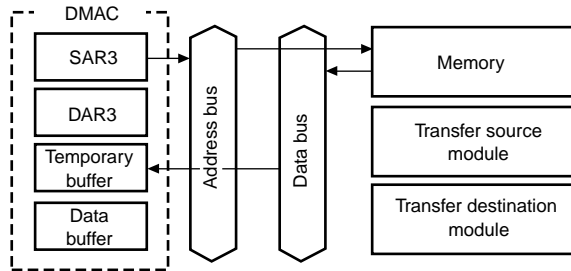 DMAC
SAR3
DAR3
Temporary
buffer
Data
buffer
Address bus
Data bus
Memory
Transfer source
module
Transfer destination
module